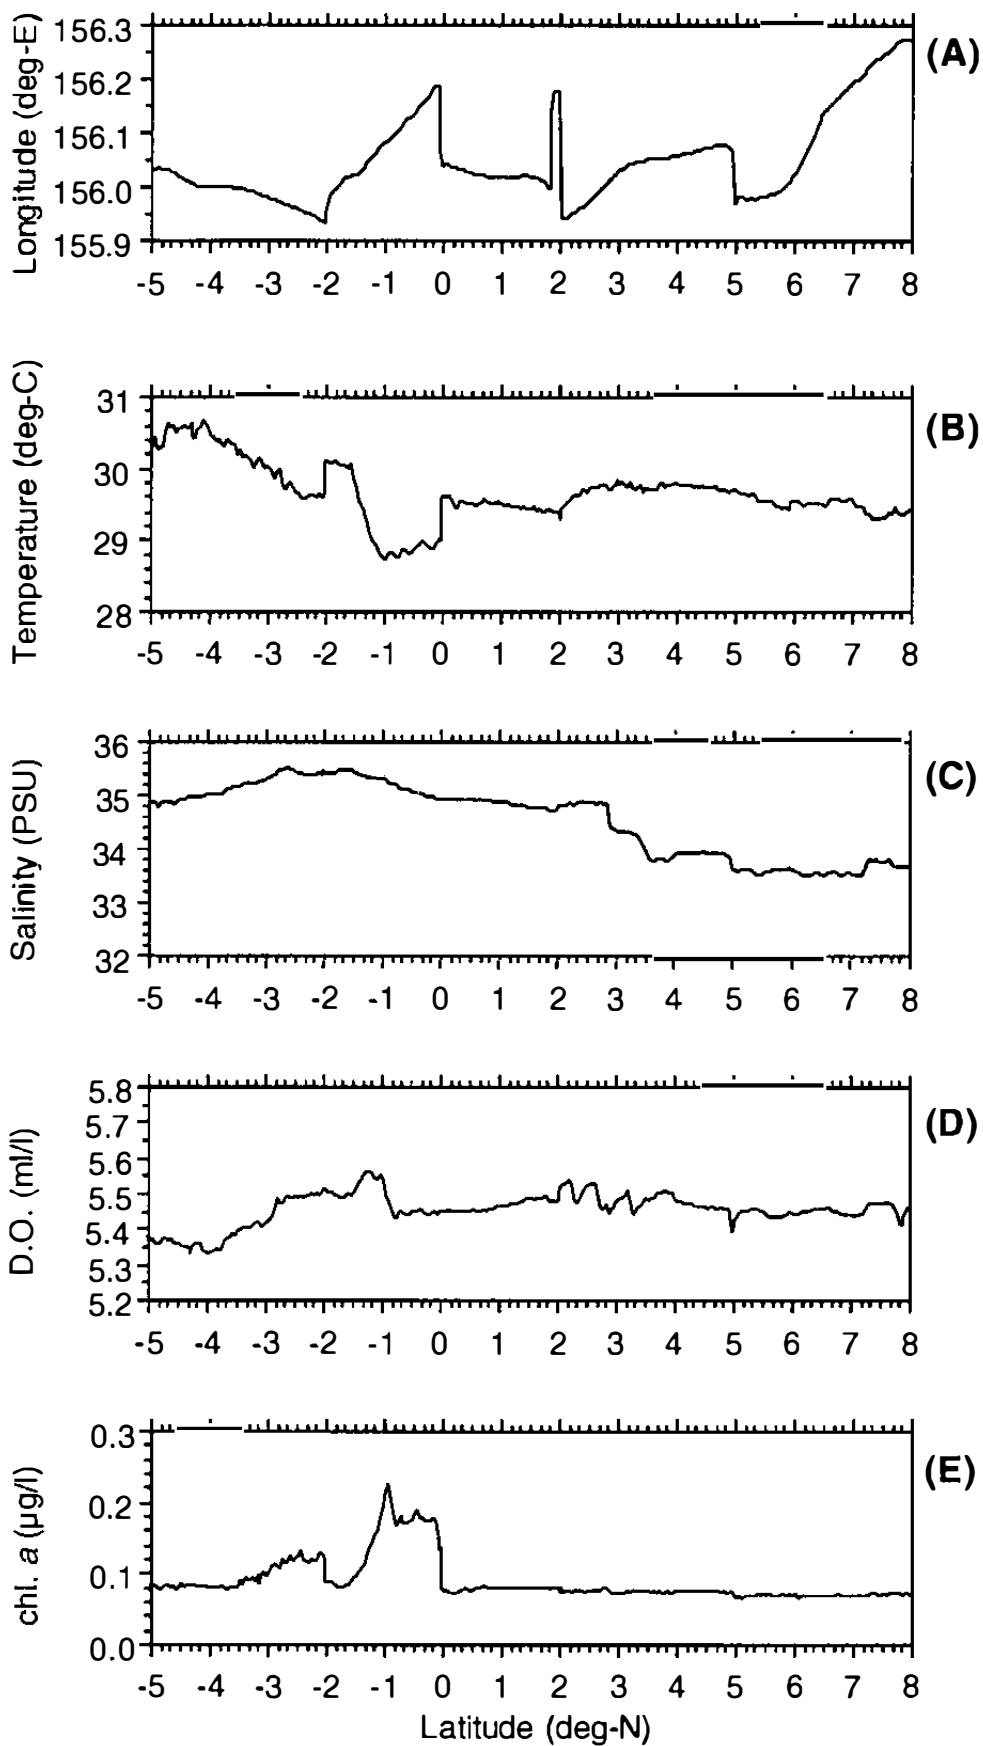 (A)
Longitude (deg-E)
156.3
156.2
156.1
156.0
155.9
-5 -4 -3 -2 -1 0 1 2 3 4 5 6 7 8
(B)
Temperature (deg-C)
31
30
29
28
-5 -4 -3 -2 -1 0 1 2 3 4 5 6 7 8
(C)
Salinity (PSU)
36
35
34
33
32
-5 -4 -3 -2 -1 0 1 2 3 4 5 6 7 8
(D)
D.O. (ml/l)
5.8
5.7
5.6
5.5
5.4
5.3
5.2
-5 -4 -3 -2 -1 0 1 2 3 4 5 6 7 8
(E)
chl. a (µg/l)
0.3
0.2
0.1
0.0
-5 -4 -3 -2 -1 0 1 2 3 4 5 6 7 8
Latitude (deg-N)